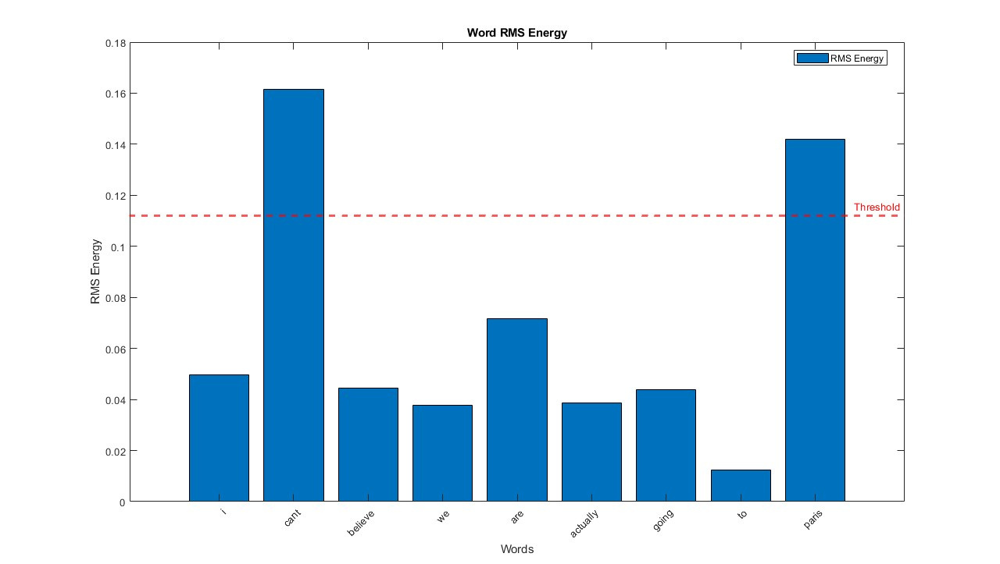 Word RMS Energy
RMS Energy
0.18
0.16
0.14
0.12
0.1
0.08
0.06
0.04
0.02
0
RMS Energy
Threshold
i
cant
believe
we
are
actually
going
to
paris
Words